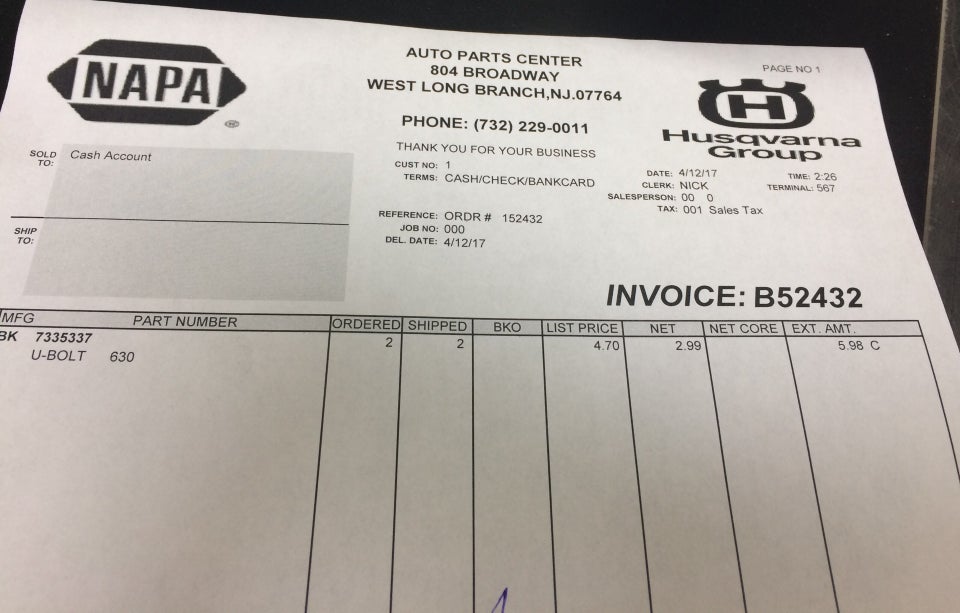 NAPA
®
AUTO PARTS CENTER
804 BROADWAY
WEST LONG BRANCH,NJ.07764
PHONE: (732) 229-0011
THANK YOU FOR YOUR BUSINESS
CUST NO: 1
TERMS: CASH/CHECK/BANKCARD
REFERENCE: ORDR # 152432
JOB NO: 000
DEL. DATE: 4/12/17
PAGE NO 1
H
Husqvarna
Group
DATE: 4/12/17 TIME: 2:26
CLERK: NICK TERMINAL: 567
SALESPERSON: 00 0
TAX: 001 Sales Tax
SOLD TO: Cash Account
SHIP TO:
INVOICE: B52432
MFG PART NUMBER ORDERED SHIPPED BKO LIST PRICE NET NET CORE EXT. AMT.
BK 7335337 2 2 4.70 2.99 5.98 C
U-BOLT 630